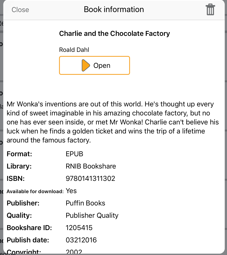 Close
Book information
Charlie and the Chocolate Factory
Roald Dahl
Open
Mr Wonka's inventions are out of this world. He's thought up every
kind of sweet imaginable in his amazing chocolate factory, but no
one has ever seen inside, or met Mr Wonka! Charlie can't believe his
luck when he finds a golden ticket and wins the trip of a lifetime
around the famous factory.
Format: EPUB
Library: RNIB Bookshare
ISBN: 9780141311302
Available for download: Yes
Publisher: Puffin Books
Quality: Publisher Quality
Bookshare ID: 1205415
Publish date: 03212016
Copyright: 2002